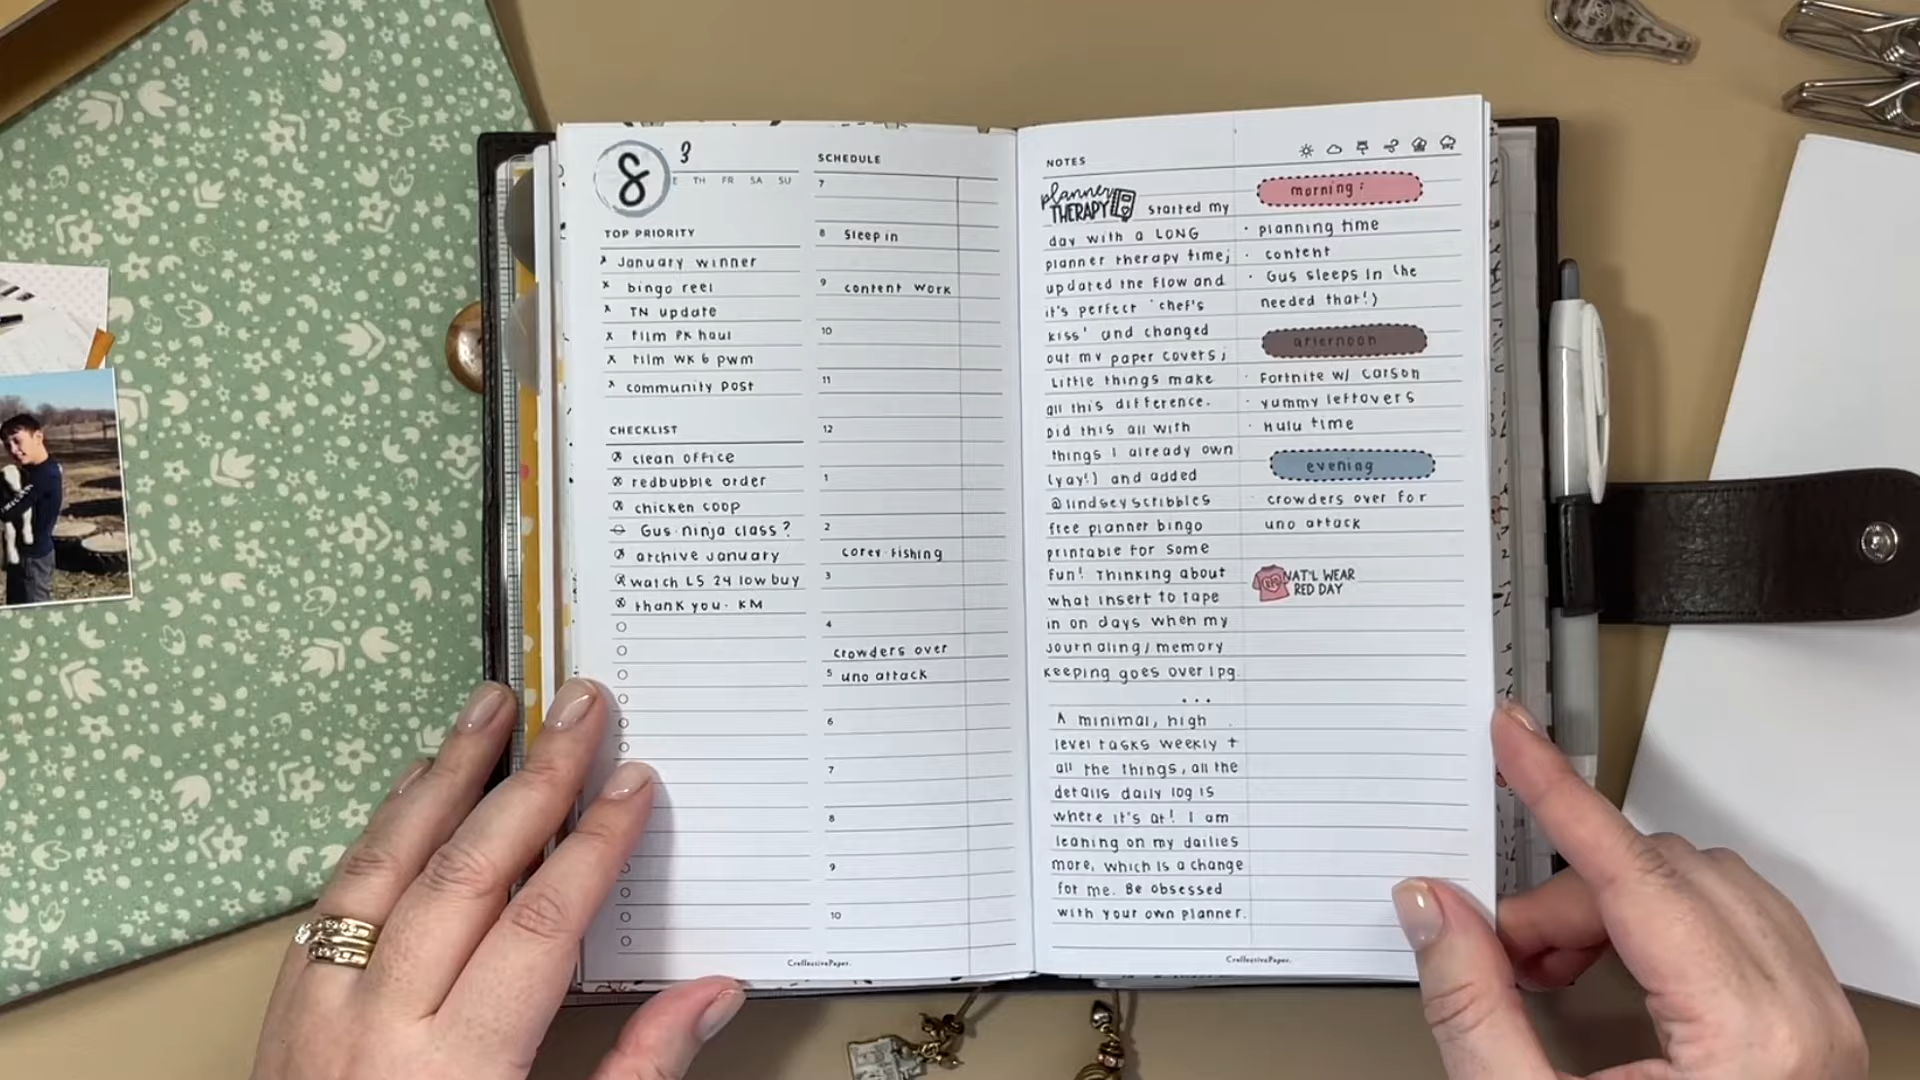 8
3
E TH FR SA SU
TOP PRIORITY
x January winner
x bingo reel
x TN update
x film PK haul
x film WK 6 pwm
x community post
CHECKLIST
clean office
redbubble order
chicken coop
Gus ninja class?
archive January
watch LS 24 low buy
thank you - KM
SCHEDULE
7
8 Sleep in
9 content work
10
11
12
1
2
corey fishing
3
4
crowders over
5 uno attack
6
7
8
9
10
CreflectivePaper.
NOTES
planner
THERAPY started my
day with a LONG
planner therapy time;
updated the flow and
it's perfect 'chef's
kiss' and changed
out my paper covers;
Little things make
all this difference.
Did this all with
things I already own
(yay!) and added
@lindseyscribbles
free planner bingo
printable for some
fun! Thinking about
what insert to tape
in on days when my
journaling/memory
keeping goes over 1 pg.
...
A minimal, high
level tasks weekly +
all the things, all the
details daily log is
where it's at! I am
leaning on my dailies
more, which is a change
for me. Be obsessed
with your own planner.
morning:
· planning time
· content
· Gus sleeps in (he
needed that!)
afternoon
· Fortnite w/ Carson
· yummy leftovers
· Hulu time
evening
· crowders over for
uno attack
NAT'L WEAR
RED DAY
CreflectivePaper.